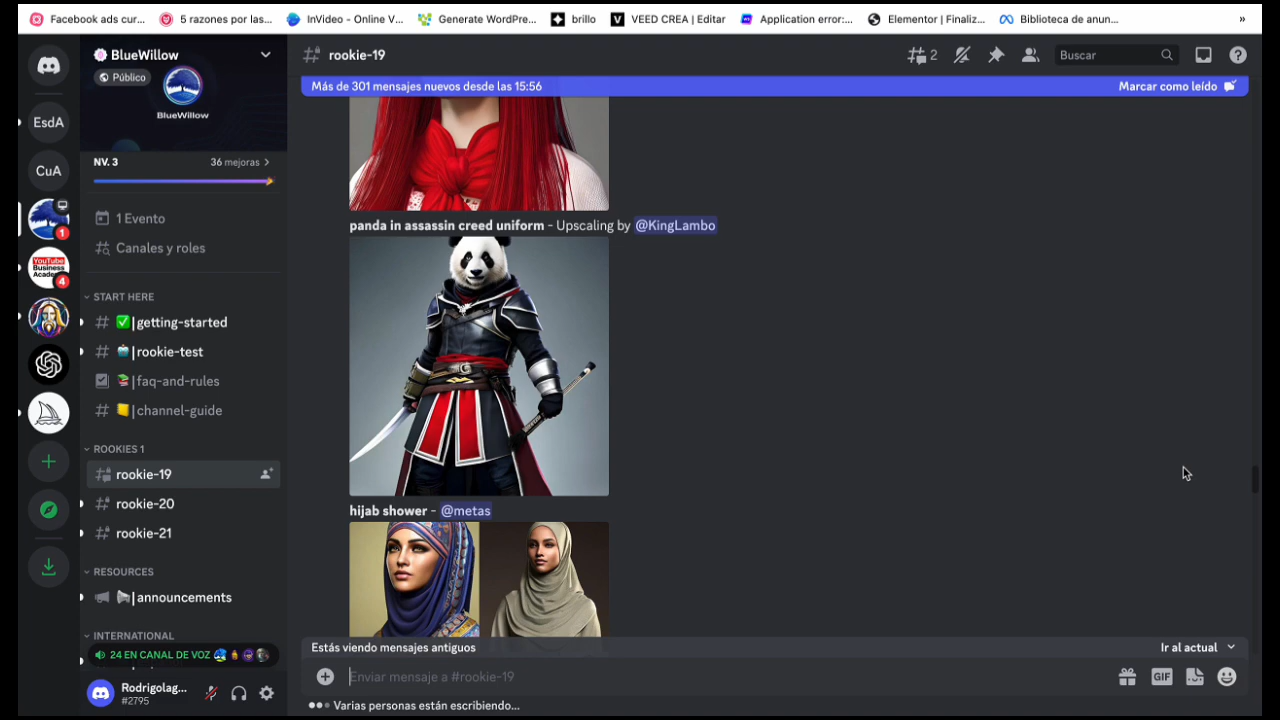 Facebook ads cur...
5 razones por las...
InVideo - Online V...
Generate WordPre...
brillo
VEED CREA | Editar
Application error:...
Elementor | Finaliz...
Biblioteca de anun...
»
BlueWillow
Público
BlueWillow
NV. 3
36 mejoras
1 Evento
Canales y roles
START HERE
getting-started
rookie-test
faq-and-rules
channel-guide
ROOKIES 1
rookie-19
rookie-20
rookie-21
RESOURCES
announcements
INTERNATIONAL
24 EN CANAL DE VOZ
Rodrigolag...
#2795
EsdA
CuA
1
YouTube
Business
Acade
4
rookie-19
2
Buscar
Más de 301 mensajes nuevos desde las 15:56
Marcar como leído
panda in assassin creed uniform - Upscaling by @KingLambo
hijab shower - @metas
Estás viendo mensajes antiguos
Ir al actual
Enviar mensaje a #rookie-19
GIF
Varias personas están escribiendo...